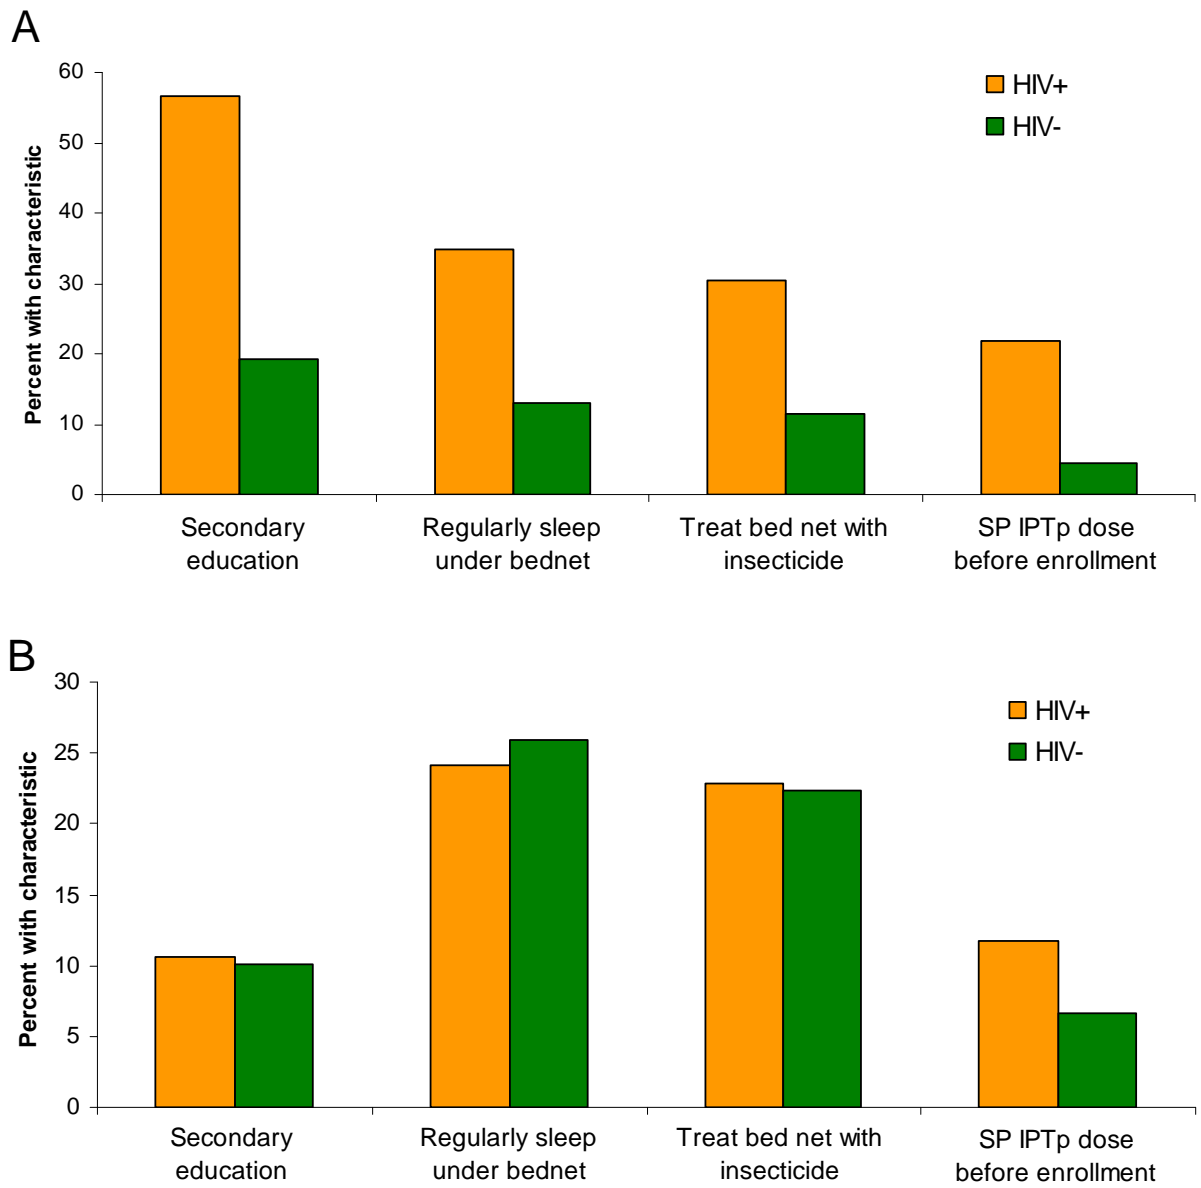 A
60
50
40
30
20
10
0
Percent with characteristic
HIV+
HIV-
Secondary
education
Regularly sleep
under bednet
Treat bed net with
insecticide
SP IPTp dose
before enrollment
B
30
25
20
15
10
5
0
Percent with characteristic
HIV+
HIV-
Secondary
education
Regularly sleep
under bednet
Treat bed net with
insecticide
SP IPTp dose
before enrollment